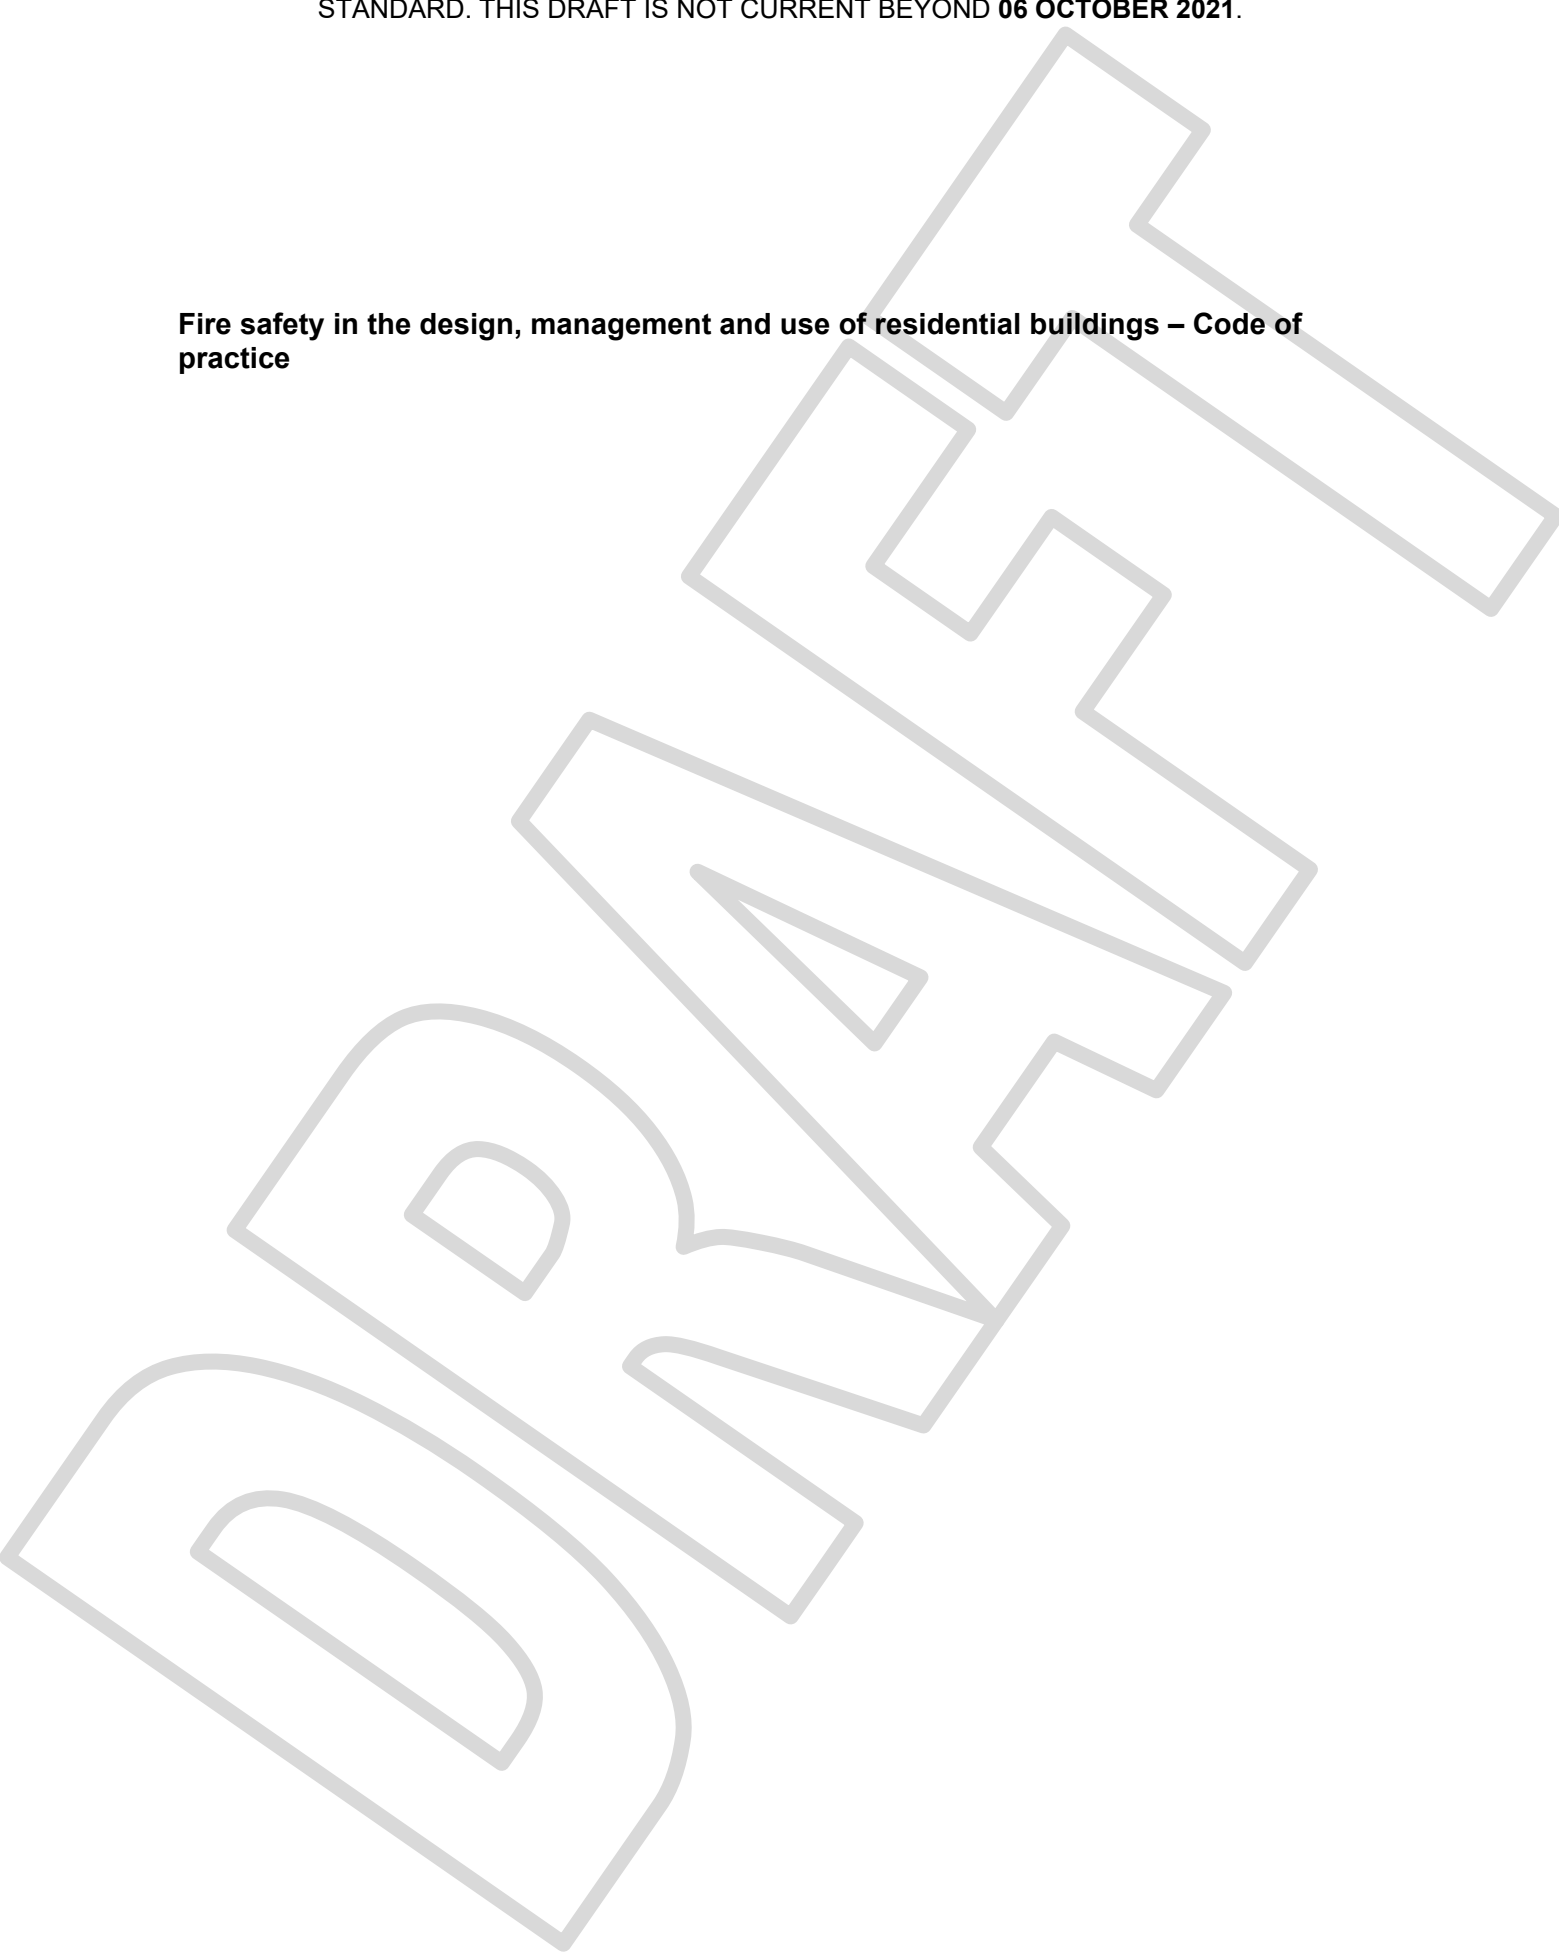 STANDARD. THIS DRAFT IS NOT CURRENT BEYOND 06 OCTOBER 2021.
Fire safety in the design, management and use of residential buildings – Code of
practice
DRAFT